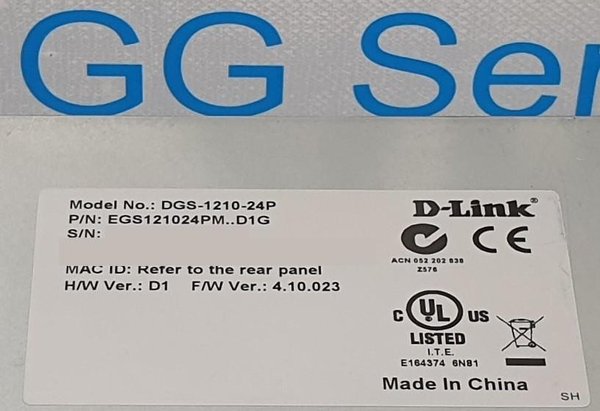 GG Ser
Model No.: DGS-1210-24P
P/N: EGS121024PM..D1G
S/N:
MAC ID: Refer to the rear panel
H/W Ver.: D1 F/W Ver.: 4.10.023
D-Link
CE
ACN 052 202 838
Z576
C UL US
LISTED
I.T.E.
E164374 6N81
Made In China
SH